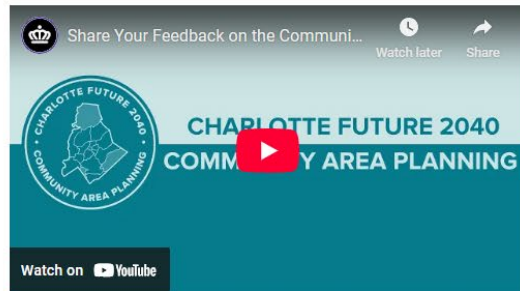 Share Your Feedback on the Communi...
Watch later
Share
CHARLOTTE FUTURE 2040
COMMUNITY AREA PLANNING
CHARLOTTE FUTURE 2040
COMM Y AREA PLANNING
Watch on YouTube